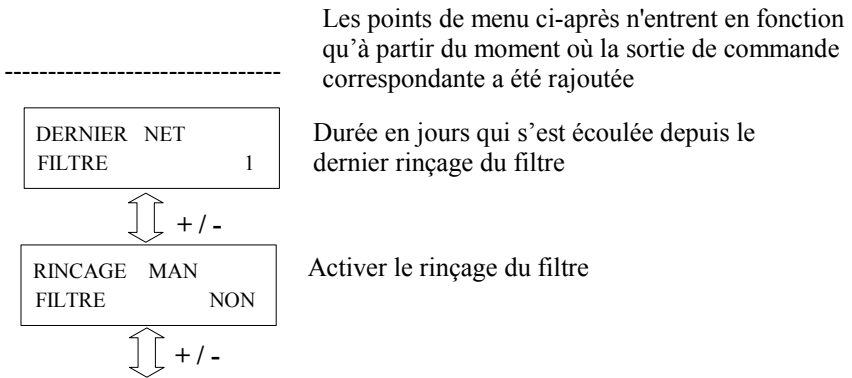 Les points de menu ci-après n'entrent en fonction
qu’à partir du moment où la sortie de commande
correspondante a été rajoutée
--------------------------------
DERNIER NET
FILTRE 1
Durée en jours qui s’est écoulée depuis le
dernier rinçage du filtre
+ / -
RINCAGE MAN
FILTRE NON
Activer le rinçage du filtre
+ / -